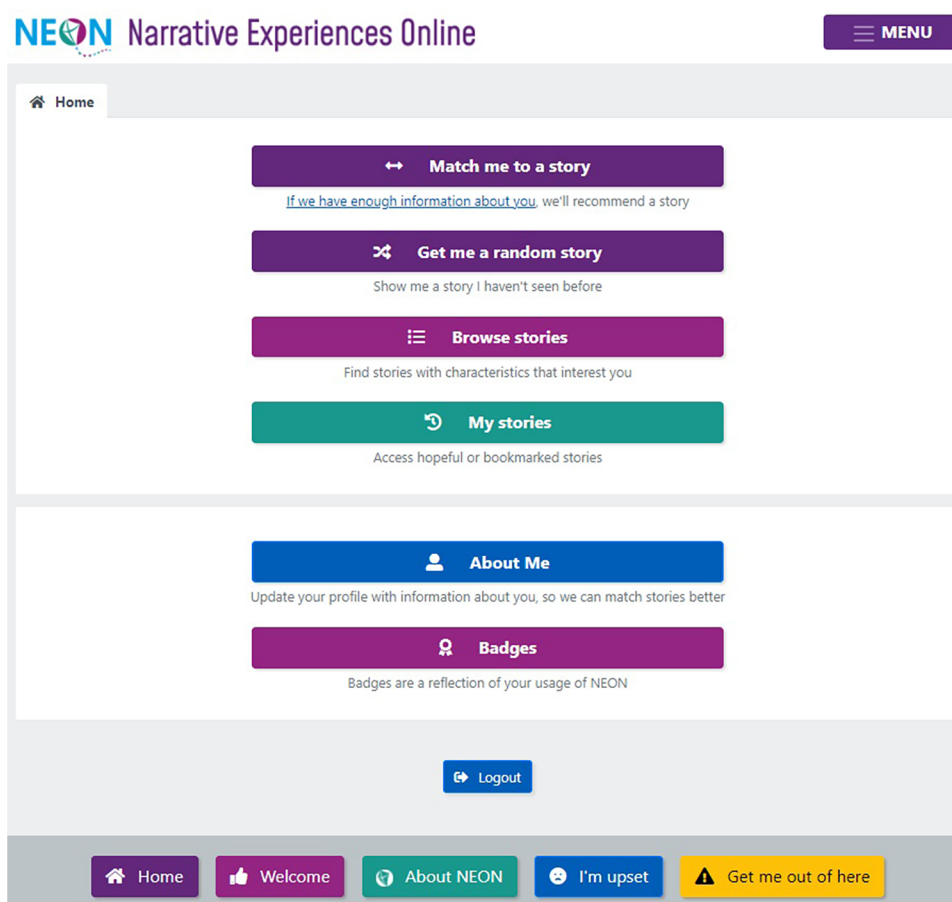 NEON Narrative Experiences Online
MENU
Home
Match me to a story
If we have enough information about you, we'll recommend a story
Get me a random story
Show me a story I haven't seen before
Browse stories
Find stories with characteristics that interest you
My stories
Access hopeful or bookmarked stories
About Me
Update your profile with information about you, so we can match stories better
Badges
Badges are a reflection of your usage of NEON
Logout
Home Welcome About NEON I'm upset Get me out of here